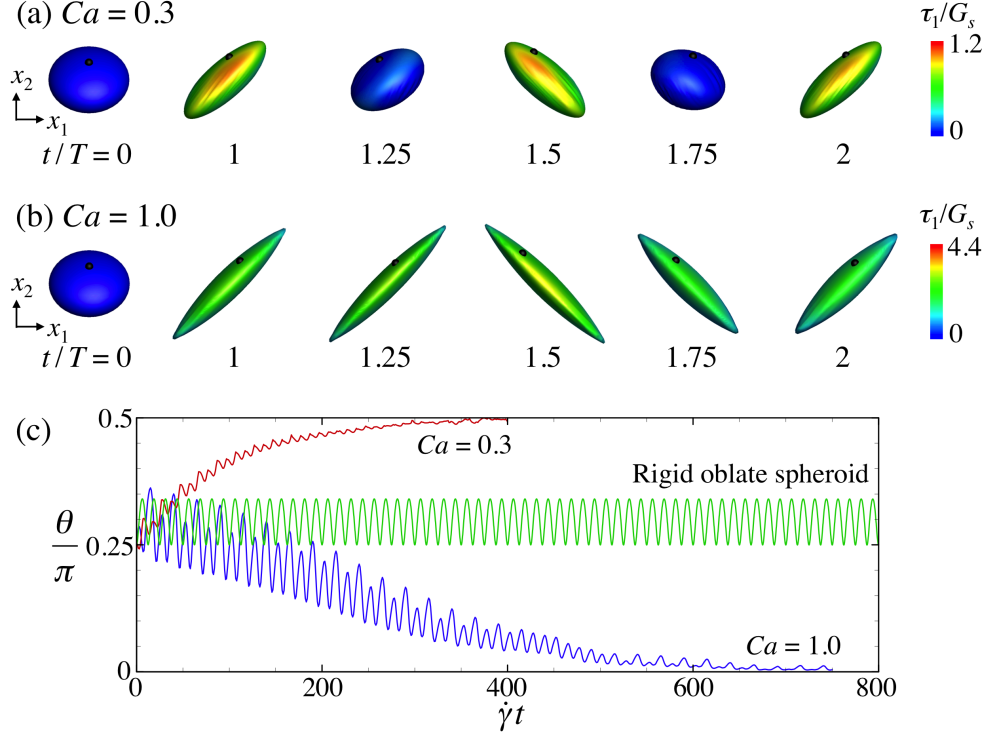 (a) Ca = 0.3
τ₁/Gₛ
1.2
0
x₂
x₁
t/T = 0 1 1.25 1.5 1.75 2
(b) Ca = 1.0
τ₁/Gₛ
4.4
0
x₂
x₁
t/T = 0 1 1.25 1.5 1.75 2
(c)
0.5
Ca = 0.3
Rigid oblate spheroid
θ/π
0.25
Ca = 1.0
0
0 200 400 600 800
γ̇t